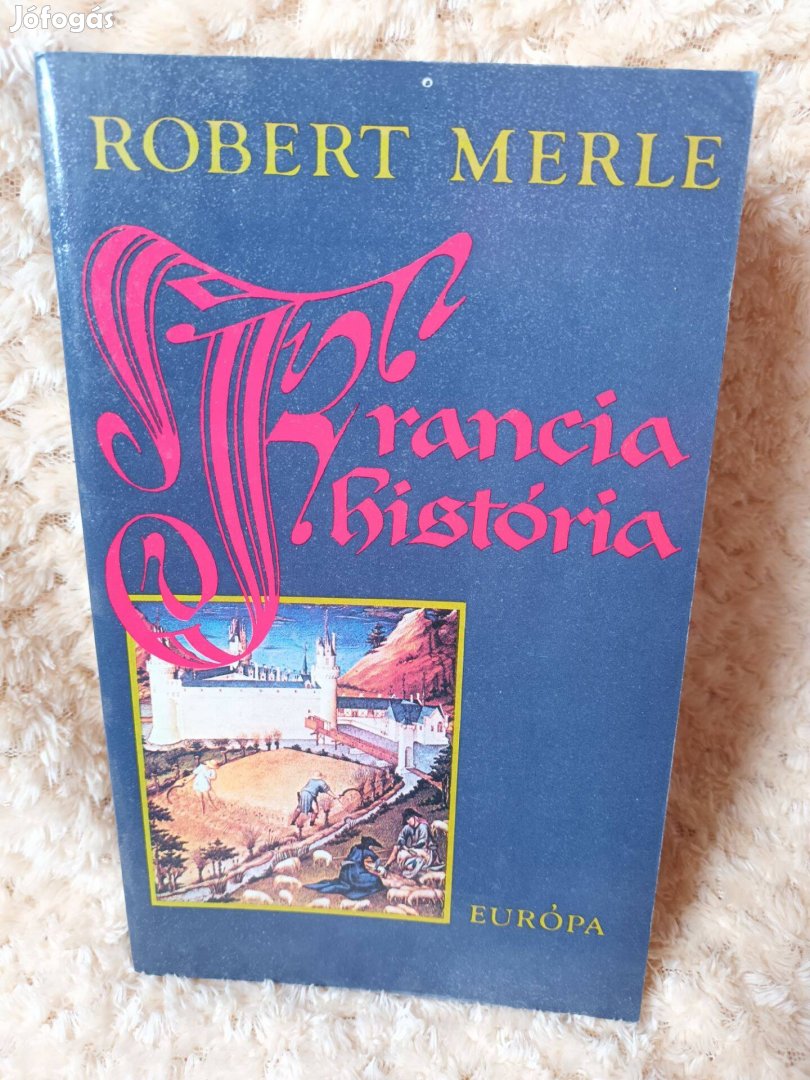 Jófogás
ROBERT MERLE
Francia
história
EURÓPA